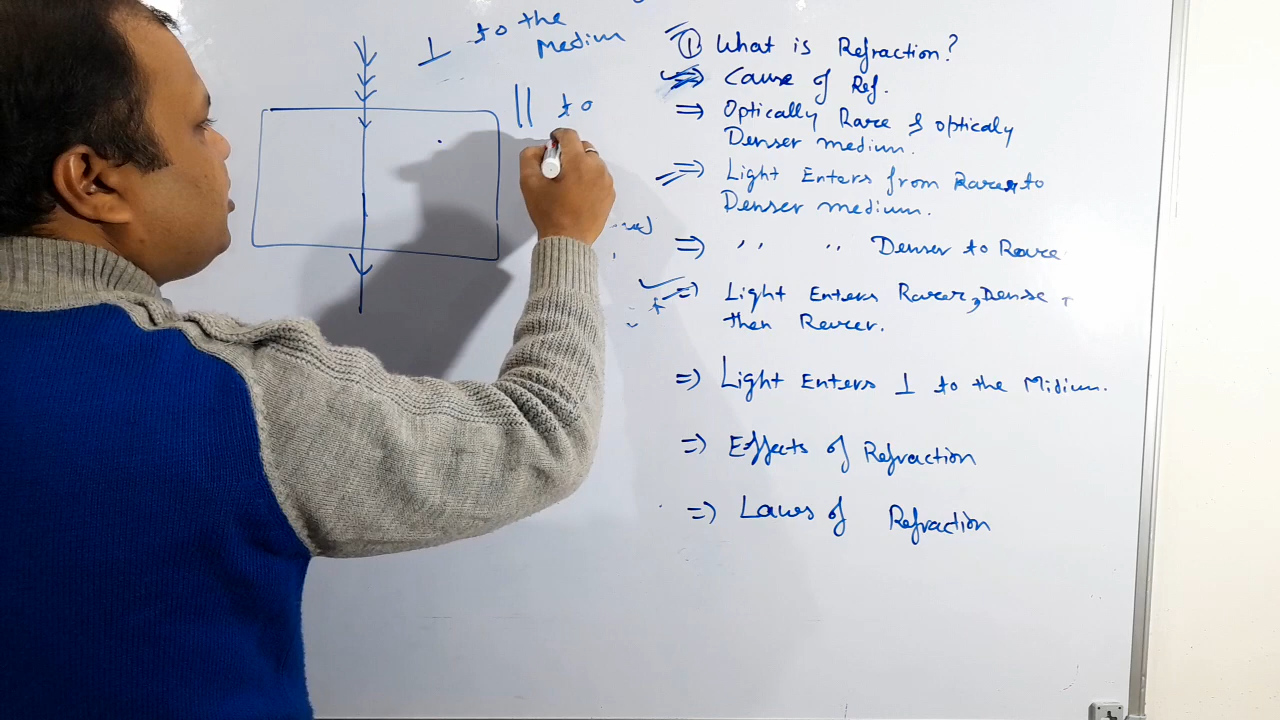 ⊥ to the
Medium
|| to
① What is Refraction?
⇒ Cause of Ref.
⇒ Optically Rare & optically
Denser medium.
⇒ Light Enters from Rarer to
Denser medium.
⇒ ,, ,, Denser to Rare
⇒ Light Enters Rarer, Dense +
then Rarer.
⇒ Light Enters ⊥ to the Midium.
⇒ Effects of Refraction
⇒ Laws of Refraction